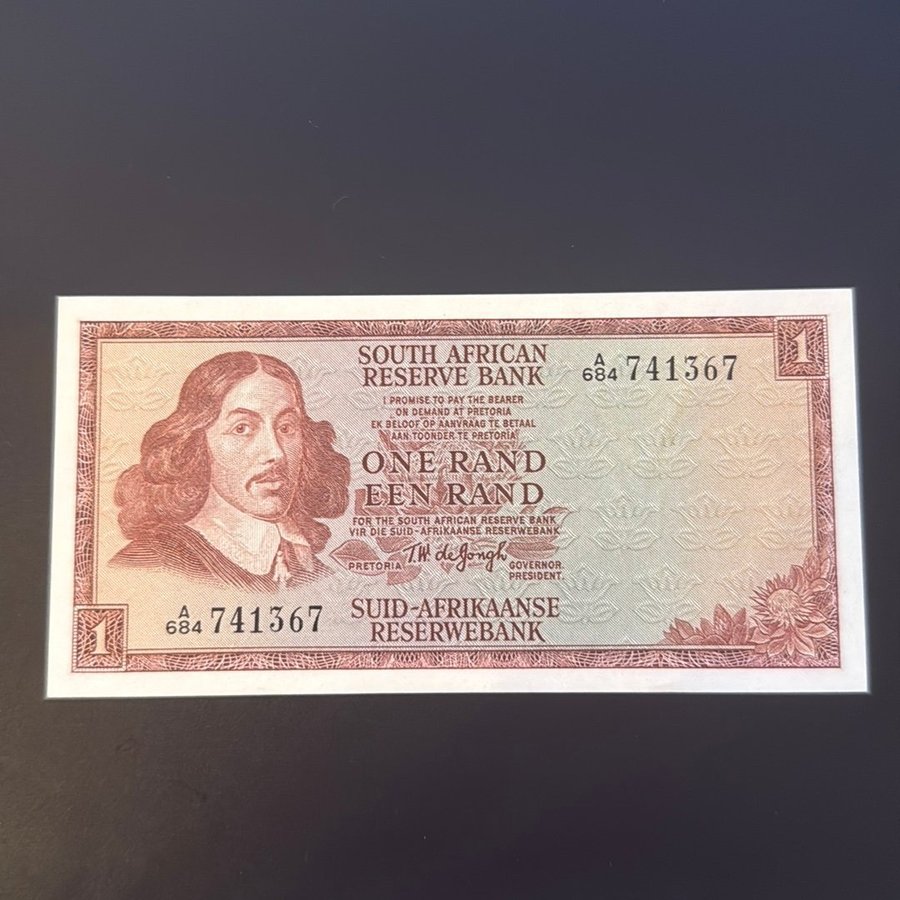 1
SOUTH AFRICAN
RESERVE BANK
A/684 741367
I PROMISE TO PAY THE BEARER
ON DEMAND AT PRETORIA
EK BELOOF OP AANVRAAG TE BETAAL
AAN TOONDER TE PRETORIA
ONE RAND
EEN RAND
FOR THE SOUTH AFRICAN RESERVE BANK
VIR DIE SUID-AFRIKAANSE RESERWEBANK
T.W. de Jongh
PRETORIA GOVERNOR.
PRESIDENT.
A/684 741367
SUID-AFRIKAANSE
RESERWEBANK
1